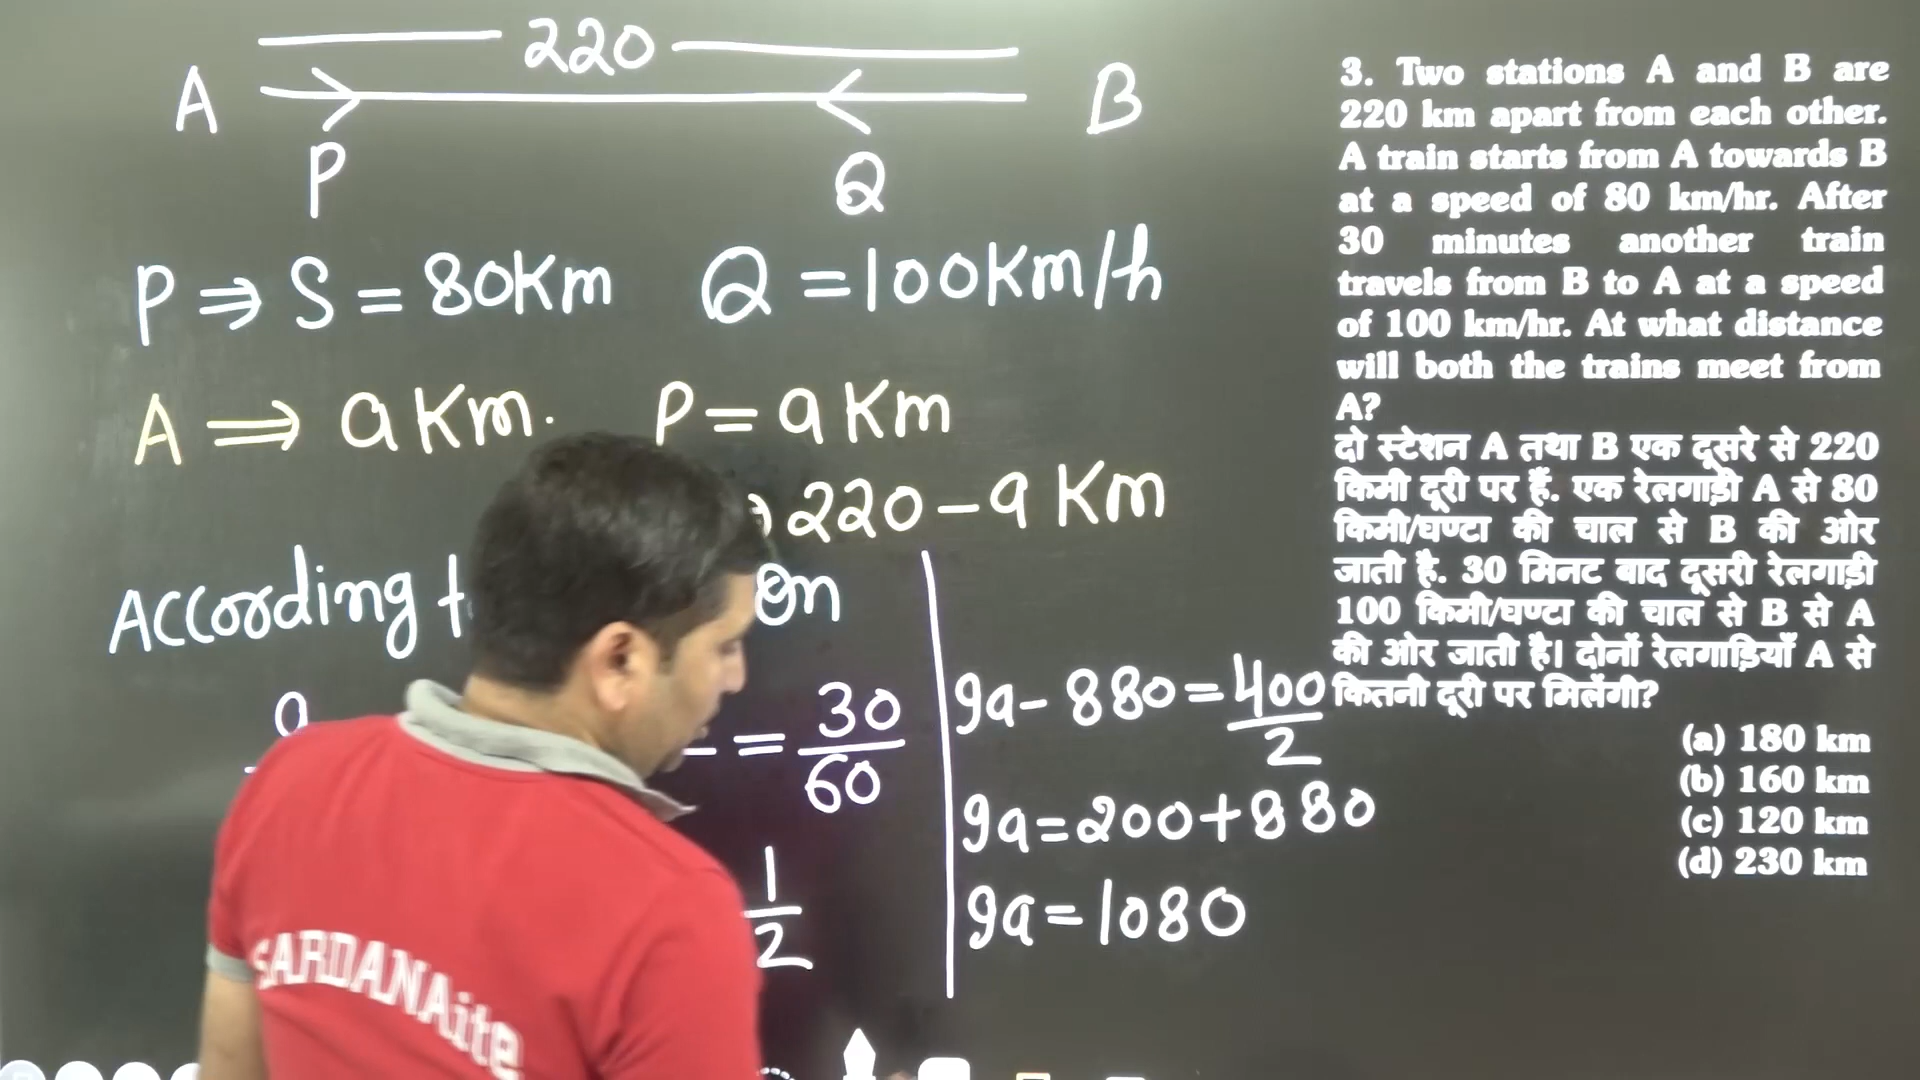 220
A B
P Q
P ⇒ S = 80Km Q = 100Km/h
A ⇒ a Km. P = a Km
220 - a Km
According
a
= 30/60
1/2
9a - 880 = 400/2
9a = 200 + 880
9a = 1080
SARDANAite
3. Two stations A and B are
220 km apart from each other.
A train starts from A towards B
at a speed of 80 km/hr. After
30 minutes another train
travels from B to A at a speed
of 100 km/hr. At what distance
will both the trains meet from
A?
दो स्टेशन A तथा B एक दूसरे से 220
किमी दूरी पर हैं. एक रेलगाड़ी A से 80
किमी/घण्टा की चाल से B की ओर
जाती है. 30 मिनट बाद दूसरी रेलगाड़ी
100 किमी/घण्टा की चाल से B से A
की ओर जाती है। दोनों रेलगाड़ियाँ A से
कितनी दूरी पर मिलेंगी?
(a) 180 km
(b) 160 km
(c) 120 km
(d) 230 km